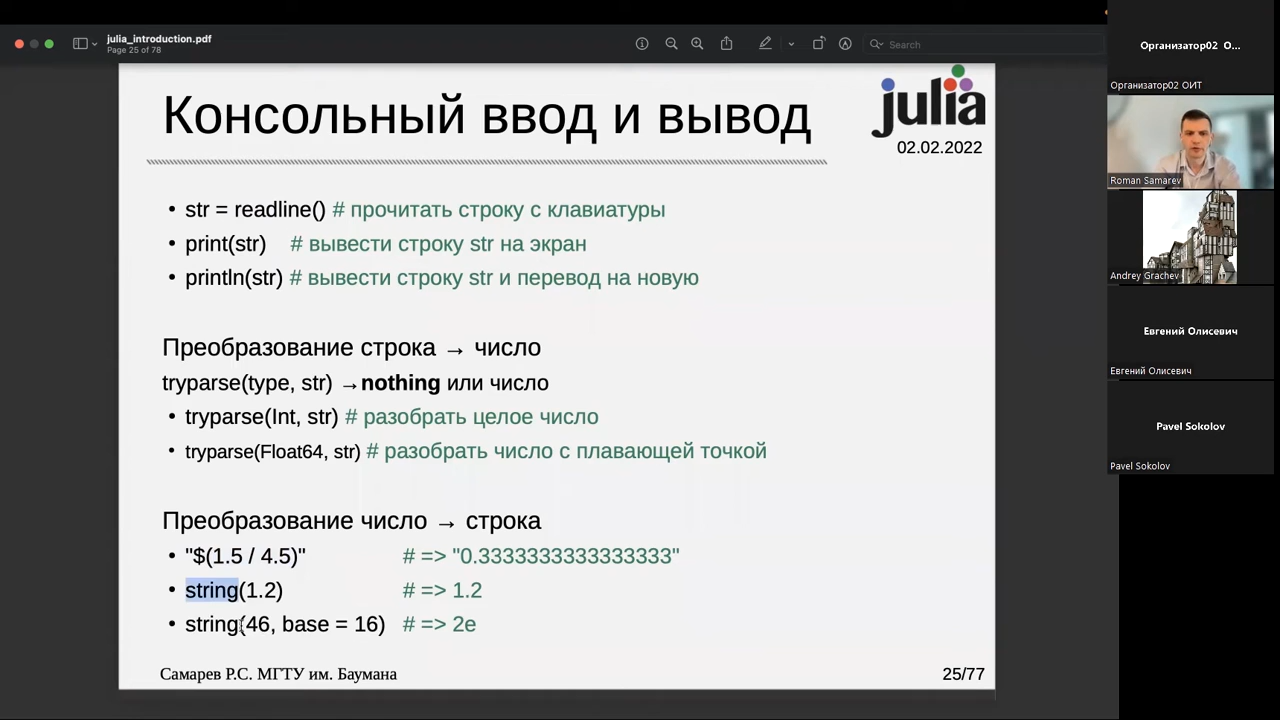 julia_introduction.pdf
Page 25 of 78
Search
Консольный ввод и вывод
julia
02.02.2022
• str = readline() # прочитать строку с клавиатуры
• print(str) # вывести строку str на экран
• println(str) # вывести строку str и перевод на новую
Преобразование строка → число
tryparse(type, str) →nothing или число
• tryparse(Int, str) # разобрать целое число
• tryparse(Float64, str) # разобрать число с плавающей точкой
Преобразование число → строка
• "$(1.5 / 4.5)" # => "0.3333333333333333"
• string(1.2) # => 1.2
• string(46, base = 16) # => 2e
Самарев Р.С. МГТУ им. Баумана
25/77
Организатор02 О...
Организатор02 ОИТ
Roman Samarev
Andrey Grachev
Евгений Олисевич
Евгений Олисевич
Pavel Sokolov
Pavel Sokolov